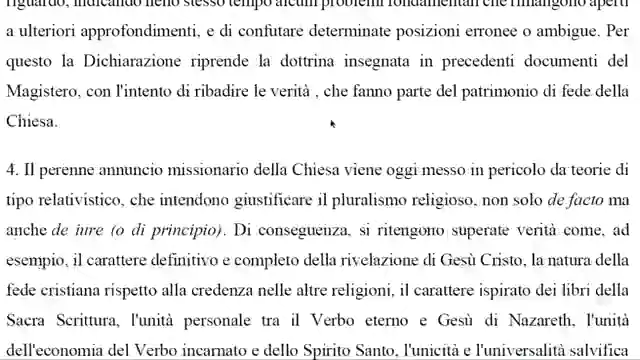 riguardo, indicando nello stesso tempo alcuni problemi fondamentali che rimangono aperti
a ulteriori approfondimenti, e di confutare determinate posizioni erronee o ambigue. Per
questo la Dichiarazione riprende la dottrina insegnata in precedenti documenti del
Magistero, con l'intento di ribadire le verità , che fanno parte del patrimonio di fede della
Chiesa.
4. Il perenne annuncio missionario della Chiesa viene oggi messo in pericolo da teorie di
tipo relativistico, che intendono giustificare il pluralismo religioso, non solo de facto ma
anche de iure (o di principio). Di conseguenza, si ritengono superate verità come, ad
esempio, il carattere definitivo e completo della rivelazione di Gesù Cristo, la natura della
fede cristiana rispetto alla credenza nelle altre religioni, il carattere ispirato dei libri della
Sacra Scrittura, l'unità personale tra il Verbo eterno e Gesù di Nazareth, l'unità
dell'economia del Verbo incarnato e dello Spirito Santo, l'unicità e l'universalità salvifica